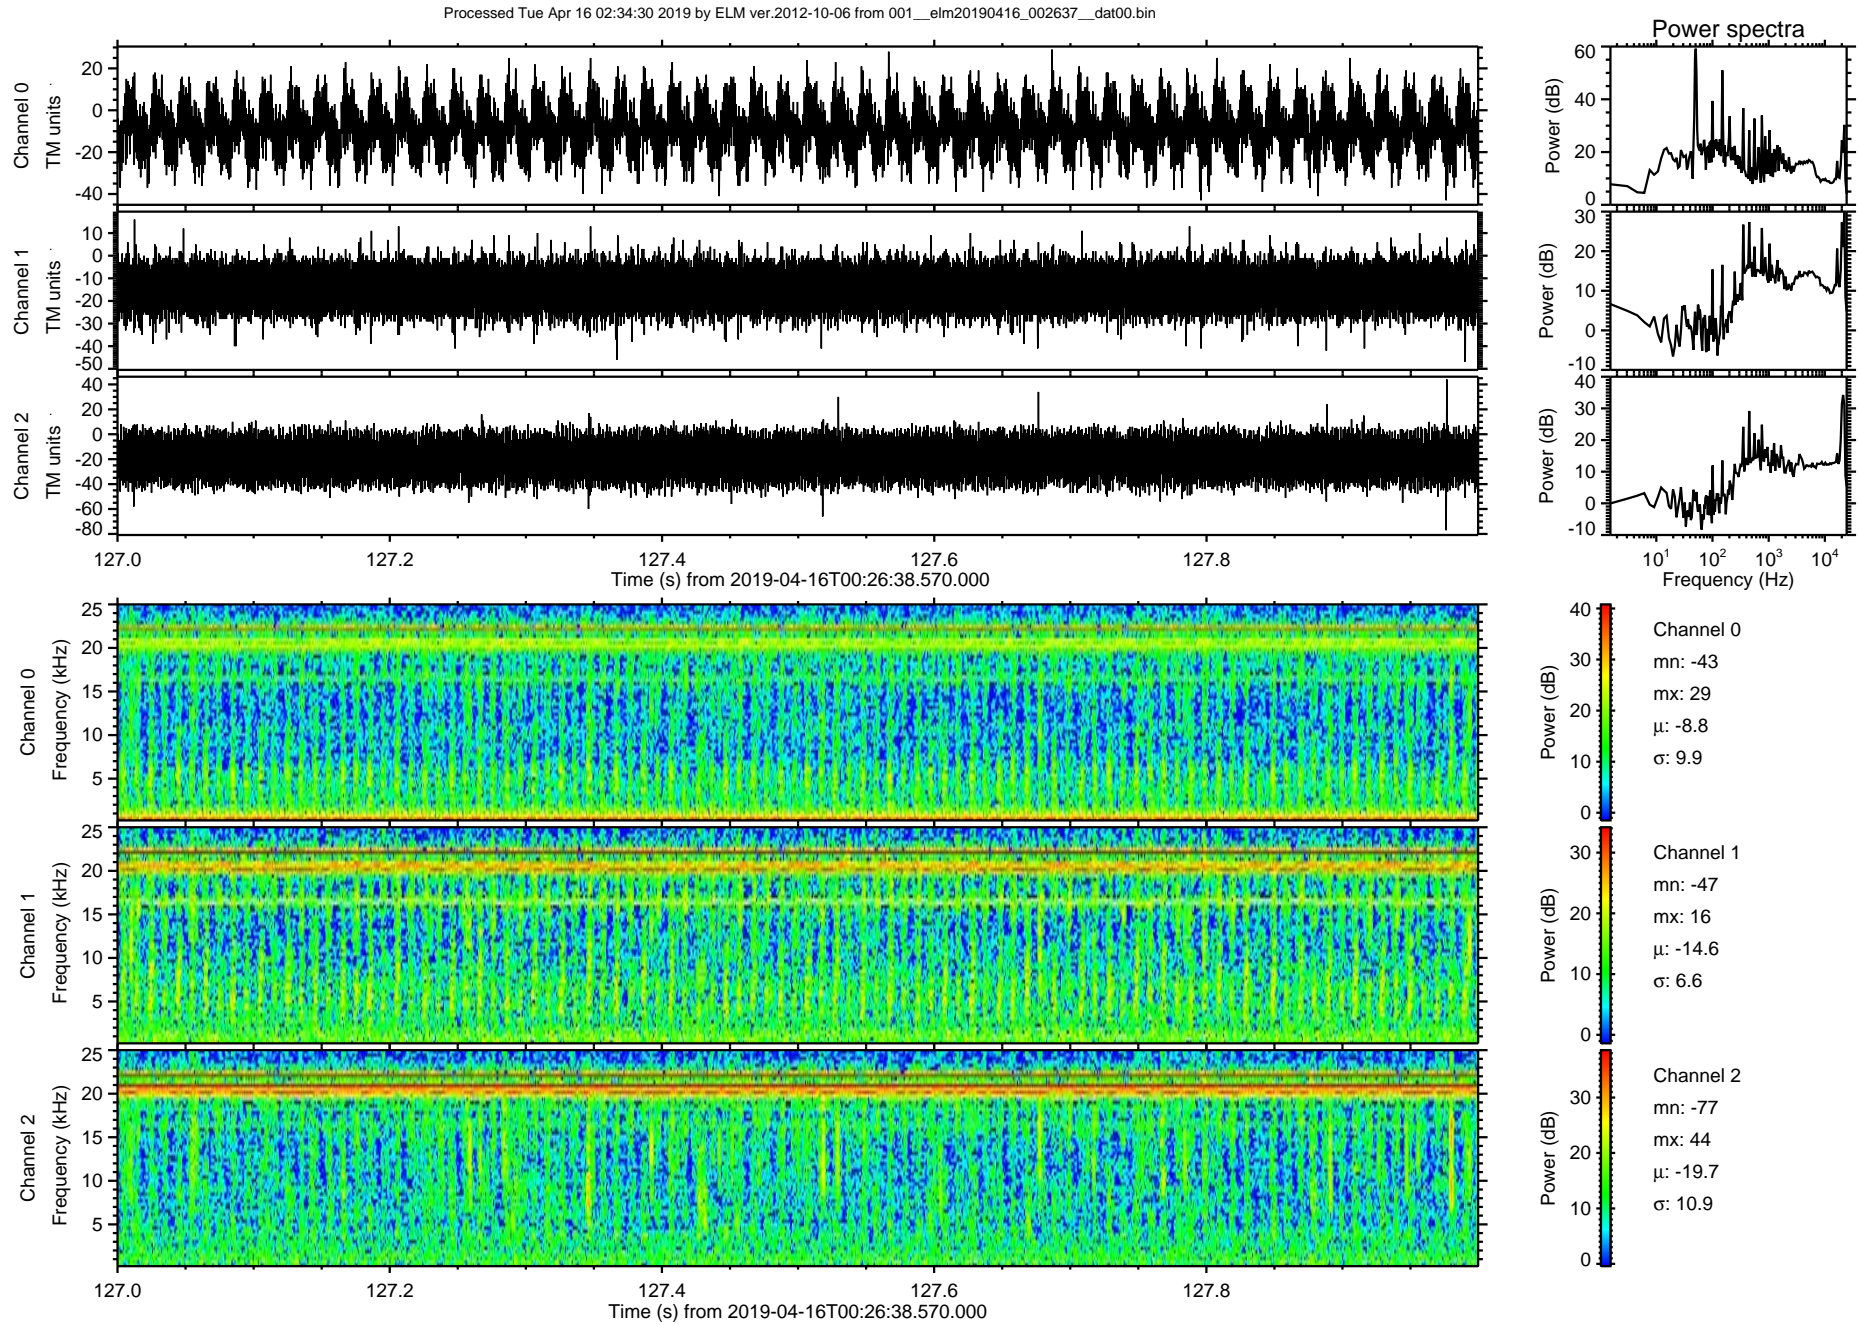 Processed Tue Apr 16 02:34:30 2019 by ELM ver.2012-10-06 from 001__elm20190416_002637__dat00.bin
Power spectra
Channel 0
TM units
20
0
-20
-40
Power (dB)
60
40
20
0
Channel 1
TM units
10
0
-10
-20
-30
-40
-50
Power (dB)
30
20
10
0
-10
Channel 2
TM units
40
20
0
-20
-40
-60
-80
Power (dB)
40
30
20
10
0
-10
127.0 127.2 127.4 127.6 127.8
Time (s) from 2019-04-16T00:26:38.570.000
10^1 10^2 10^3 10^4
Frequency (Hz)
Channel 0
Frequency (kHz)
25
20
15
10
5
Power (dB)
40
30
20
10
0
Channel 0
mn: -43
mx: 29
μ: -8.8
σ: 9.9
Channel 1
Frequency (kHz)
25
20
15
10
5
Power (dB)
30
20
10
0
Channel 1
mn: -47
mx: 16
μ: -14.6
σ: 6.6
Channel 2
Frequency (kHz)
25
20
15
10
5
Power (dB)
30
20
10
0
Channel 2
mn: -77
mx: 44
μ: -19.7
σ: 10.9
127.0 127.2 127.4 127.6 127.8
Time (s) from 2019-04-16T00:26:38.570.000